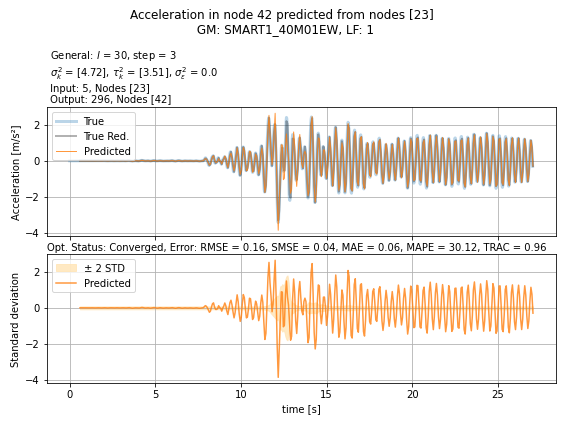 Acceleration in node 42 predicted from nodes [23]
GM: SMART1_40M01EW, LF: 1
General: l = 30, step = 3
σ²ₖ = [4.72], τ²ₖ = [3.51], σ²ε = 0.0
Input: 5, Nodes [23]
Output: 296, Nodes [42]
True
True Red.
Predicted
Acceleration [m/s²]
2
0
−2
−4
Opt. Status: Converged, Error: RMSE = 0.16, SMSE = 0.04, MAE = 0.06, MAPE = 30.12, TRAC = 0.96
± 2 STD
Predicted
Standard deviation
2
0
−2
−4
0 5 10 15 20 25
time [s]